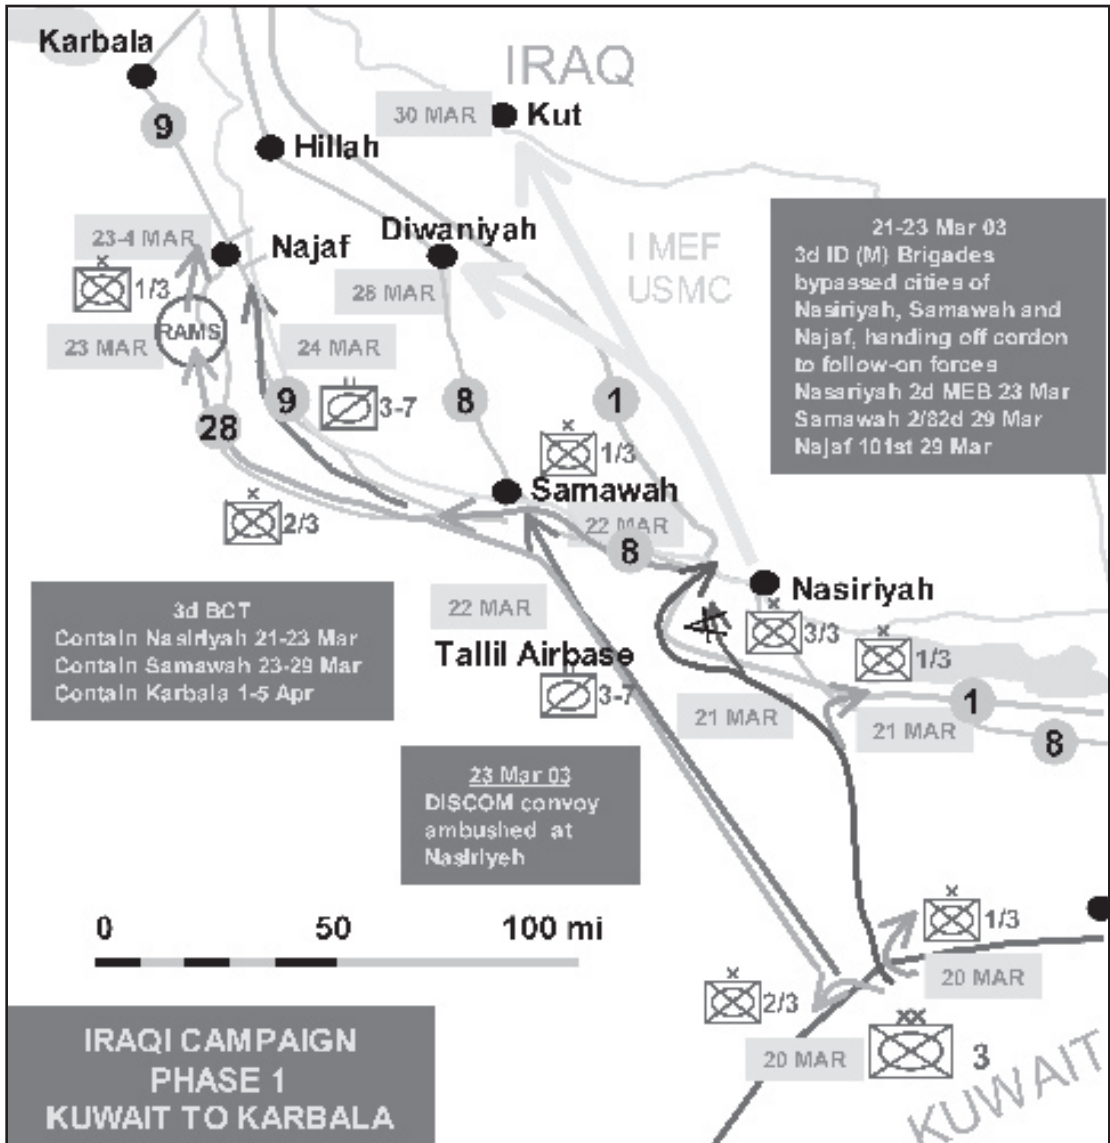 Karbala
IRAQ
30 MAR
Kut
9
Hillah
23-4 MAR
Najaf
Diwaniyah
I MEF
USMC
21-23 Mar 03
3d ID (M) Brigades
bypassed cities of
Nasiriyah, Samawah and
Najaf, handing off cordon
to follow-on forces
Nasariyah 2d MEB 23 Mar
Samawah 2/82d 29 Mar
Najaf 101st 29 Mar
1/3
28 MAR
RAMS
23 MAR
24 MAR
9
3-7
8
1
28
1/3
Samawah
2/3
22 MAR
8
Nasiriyah
3d BCT
Contain Nasiriyah 21-23 Mar
Contain Samawah 23-29 Mar
Contain Karbala 1-5 Apr
22 MAR
3/3
1/3
Tallil Airbase
3-7
21 MAR
1
21 MAR
8
23 Mar 03
DISCOM convoy
ambushed at
Nasiriyeh
0 50 100 mi
1/3
20 MAR
2/3
3
20 MAR
KUWAIT
IRAQI CAMPAIGN
PHASE 1
KUWAIT TO KARBALA